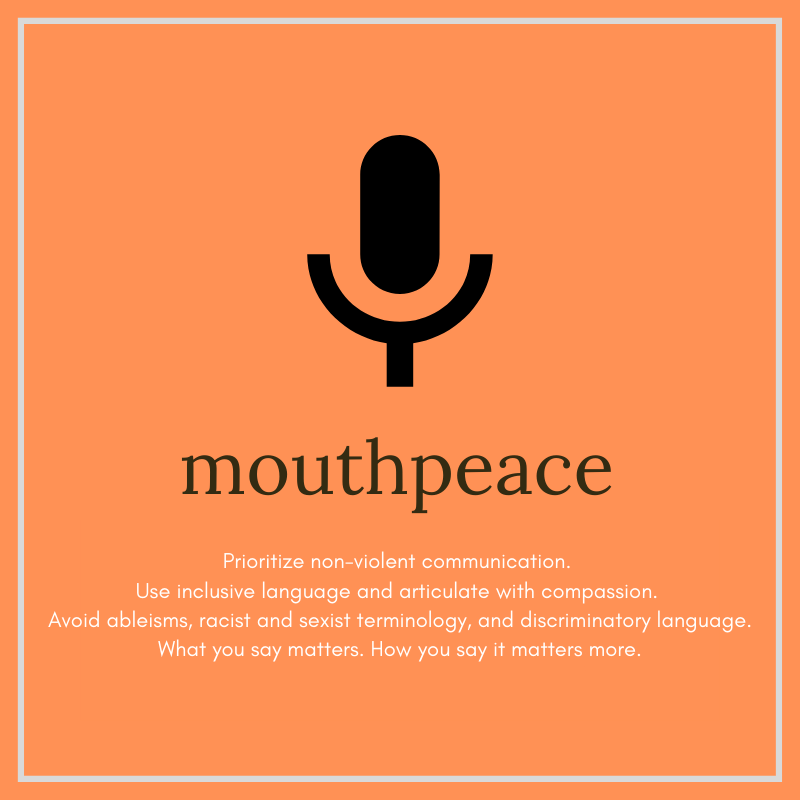 mouthpeace
Prioritize non-violent communication.
Use inclusive language and articulate with compassion.
Avoid ableisms, racist and sexist terminology, and discriminatory language.
What you say matters. How you say it matters more.